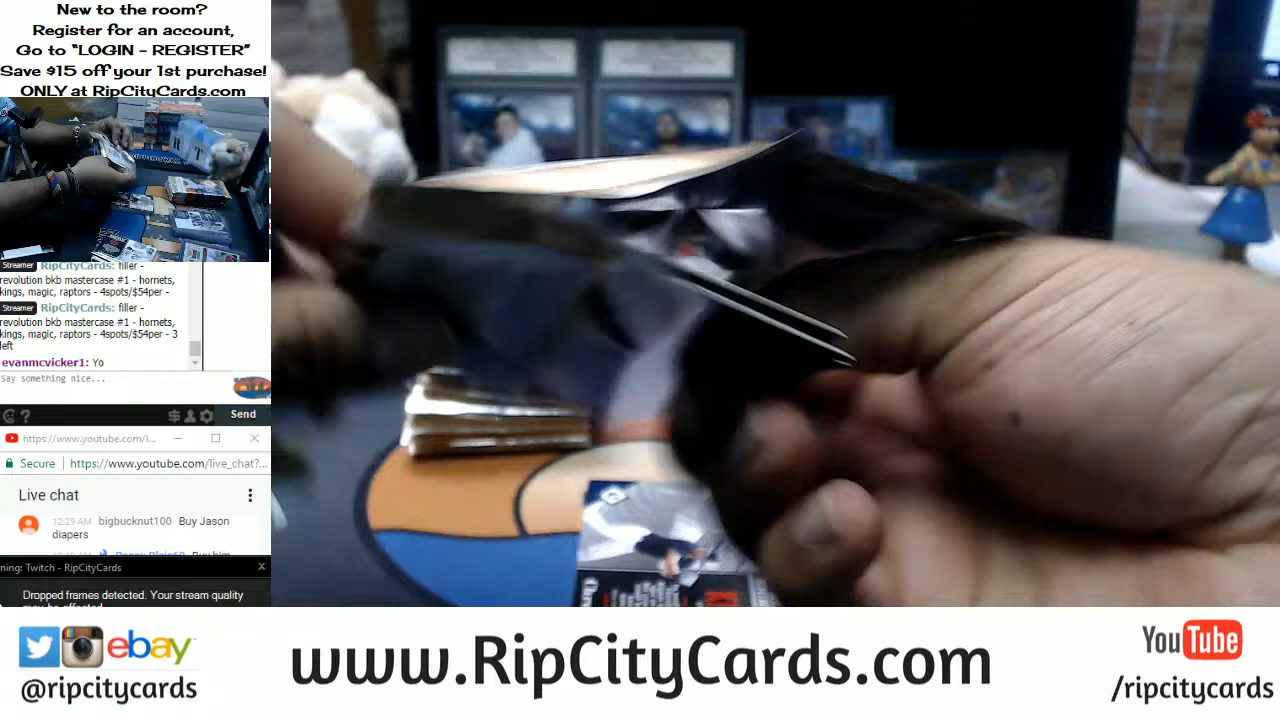 New to the room?
Register for an account,
Go to "LOGIN - REGISTER"
Save $15 off your 1st purchase!
ONLY at RipCityCards.com
Streamer RipCityCards: filler -
revolution bkb mastercase #1 - hornets,
kings, magic, raptors - 4spots/$54per -
Streamer RipCityCards: filler -
revolution bkb mastercase #1 - hornets,
kings, magic, raptors - 4spots/$54per - 3
left
evanmcvicker1: Yo
Say something nice...
Send
https://www.youtube.com/l...
Secure https://www.youtube.com/live_chat?...
Live chat
12:29 AM bigbucknut100 Buy Jason
diapers
ning: Twitch - RipCityCards
Dropped frames detected. Your stream quality
may be affected
ebay
@ripcitycards
www.RipCityCards.com
YouTube
/ripcitycards